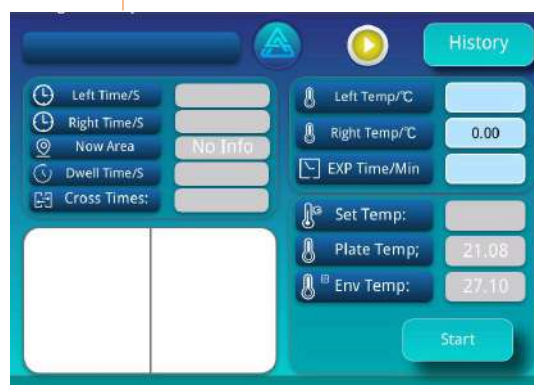 History
Left Time/S
Right Time/S
Now Area No Info
Dwell Time/S
Cross Times:
Left Temp/℃
Right Temp/℃ 0.00
EXP Time/Min
Set Temp:
Plate Temp; 21.08
Env Temp: 27.10
Start